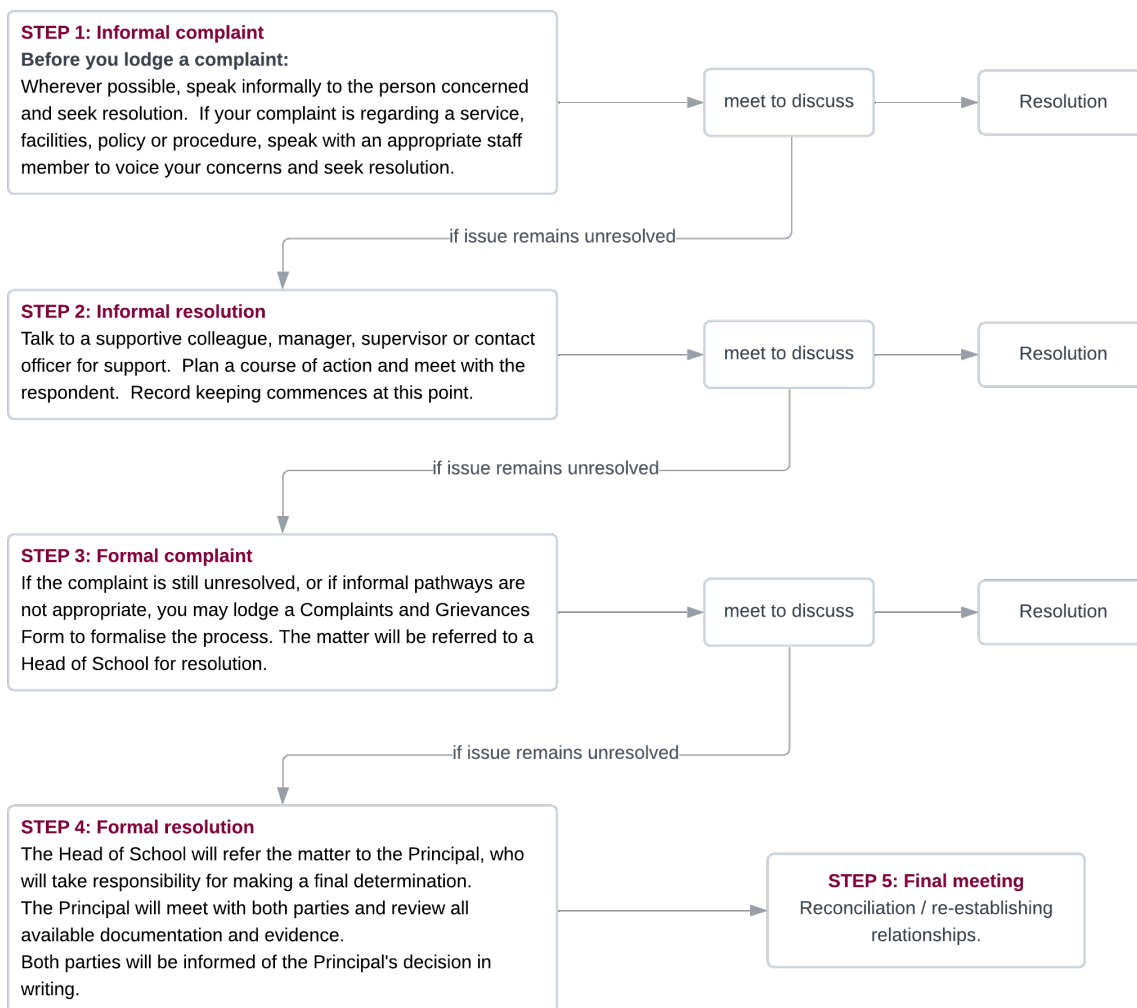 STEP 1: Informal complaint
Before you lodge a complaint:
Wherever possible, speak informally to the person concerned
and seek resolution.  If your complaint is regarding a service,
facilities, policy or procedure, speak with an appropriate staff
member to voice your concerns and seek resolution.
meet to discuss
Resolution
if issue remains unresolved
STEP 2: Informal resolution
Talk to a supportive colleague, manager, supervisor or contact
officer for support.  Plan a course of action and meet with the
respondent.  Record keeping commences at this point.
meet to discuss
Resolution
if issue remains unresolved
STEP 3: Formal complaint
If the complaint is still unresolved, or if informal pathways are
not appropriate, you may lodge a Complaints and Grievances
Form to formalise the process. The matter will be referred to a
Head of School for resolution.
meet to discuss
Resolution
if issue remains unresolved
STEP 4: Formal resolution
The Head of School will refer the matter to the Principal, who
will take responsibility for making a final determination.
The Principal will meet with both parties and review all
available documentation and evidence.
Both parties will be informed of the Principal's decision in
writing.
STEP 5: Final meeting
Reconciliation / re-establishing
relationships.